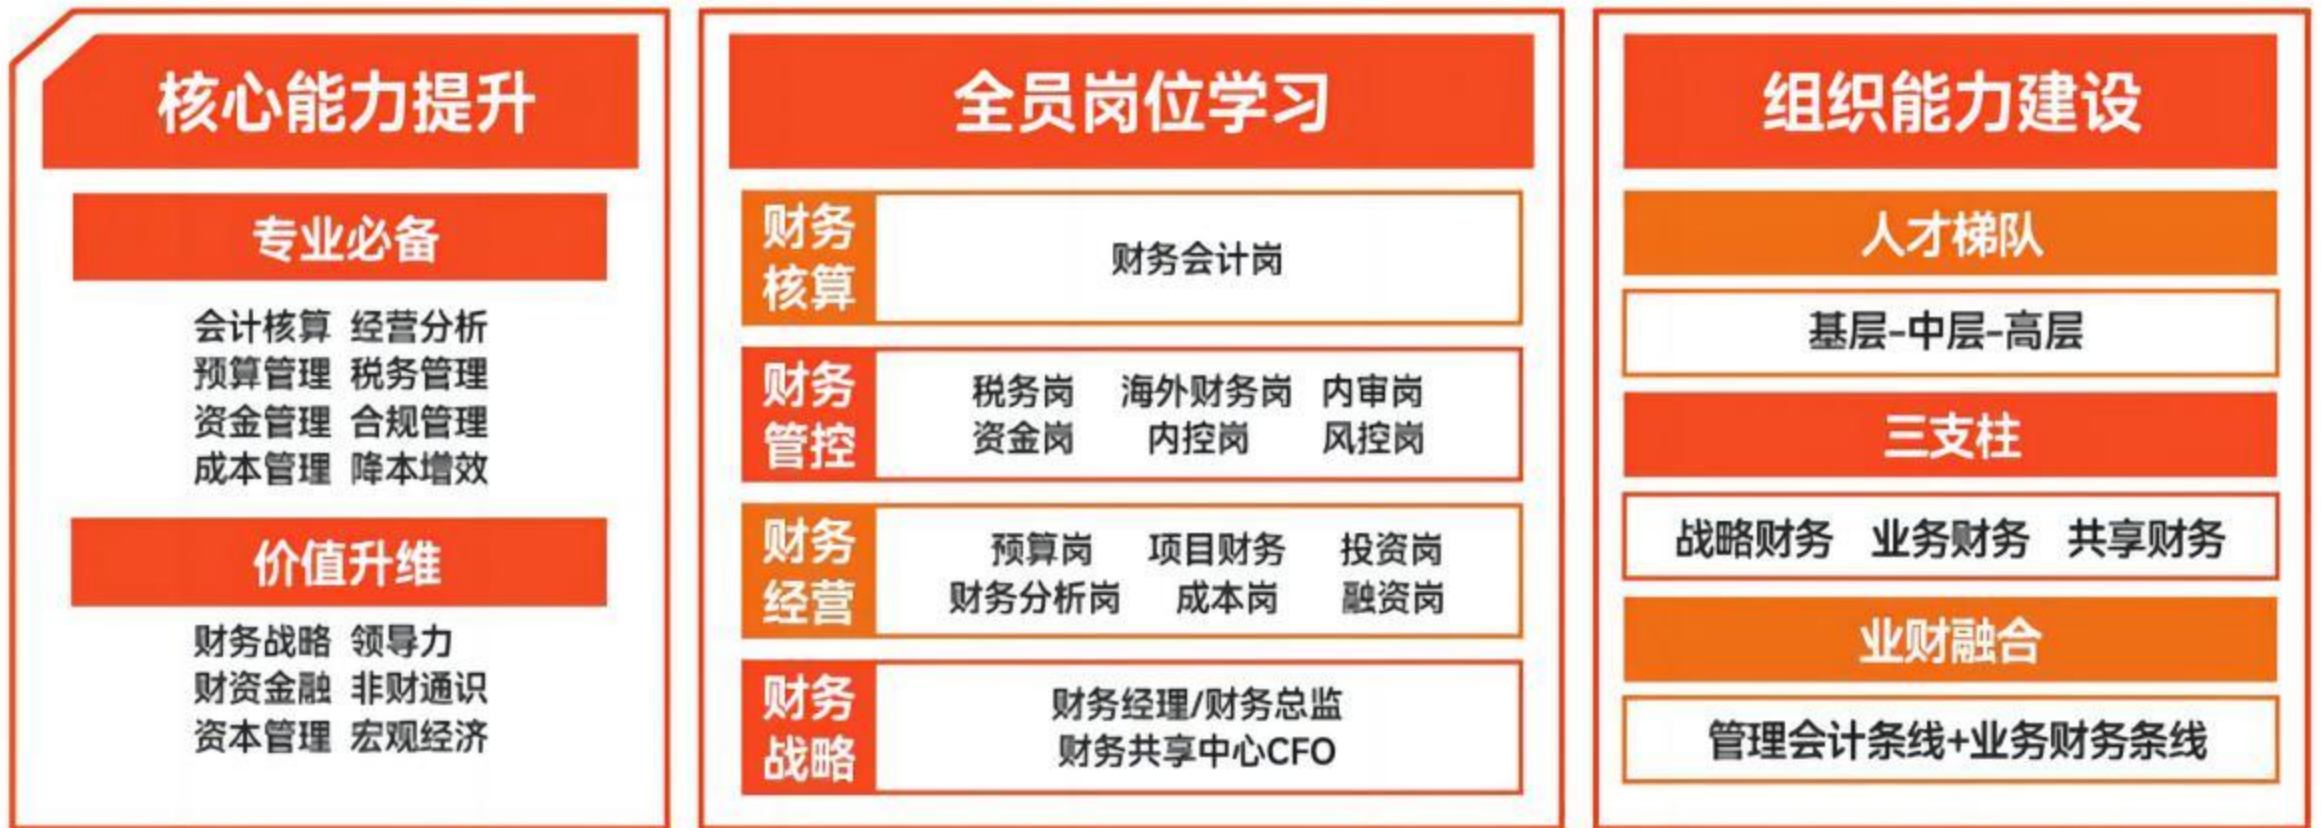 核心能力提升
专业必备
会计核算 经营分析
预算管理 税务管理
资金管理 合规管理
成本管理 降本增效
价值升维
财务战略 领导力
财资金融 非财通识
资本管理 宏观经济
全员岗位学习
财务
核算
财务会计岗
财务
管控
税务岗 海外财务岗 内审岗
资金岗 内控岗 风控岗
财务
经营
预算岗 项目财务 投资岗
财务分析岗 成本岗 融资岗
财务
战略
财务经理/财务总监
财务共享中心CFO
组织能力建设
人才梯队
基层-中层-高层
三支柱
战略财务 业务财务 共享财务
业财融合
管理会计条线+业务财务条线